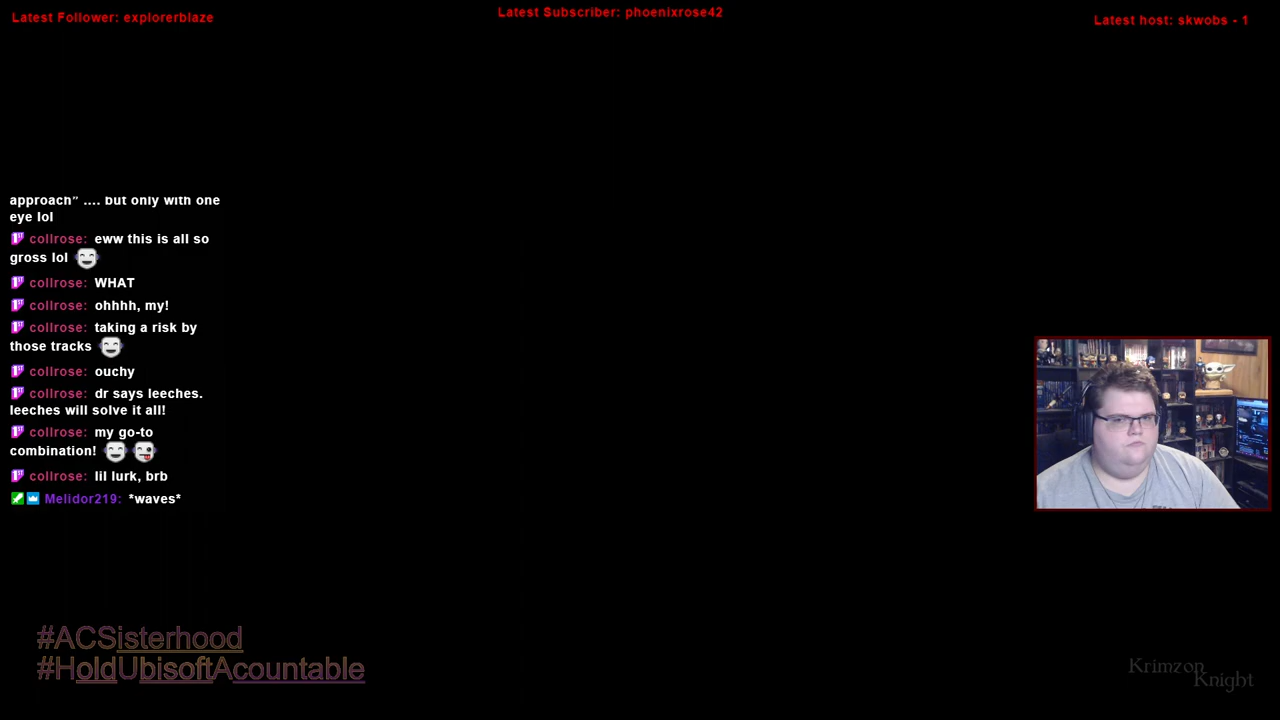 Latest Follower: explorerblaze
Latest Subscriber: phoenixrose42
Latest host: skwobs - 1
approach” .... but only with one
eye lol
collrose: eww this is all so
gross lol
collrose: WHAT
collrose: ohhhh, my!
collrose: taking a risk by
those tracks
collrose: ouchy
collrose: dr says leeches.
leeches will solve it all!
collrose: my go-to
combination!
collrose: lil lurk, brb
Melidor219: *waves*
#ACSisterhood
#HoldUbisoftAcountable
Krimzon
Knight